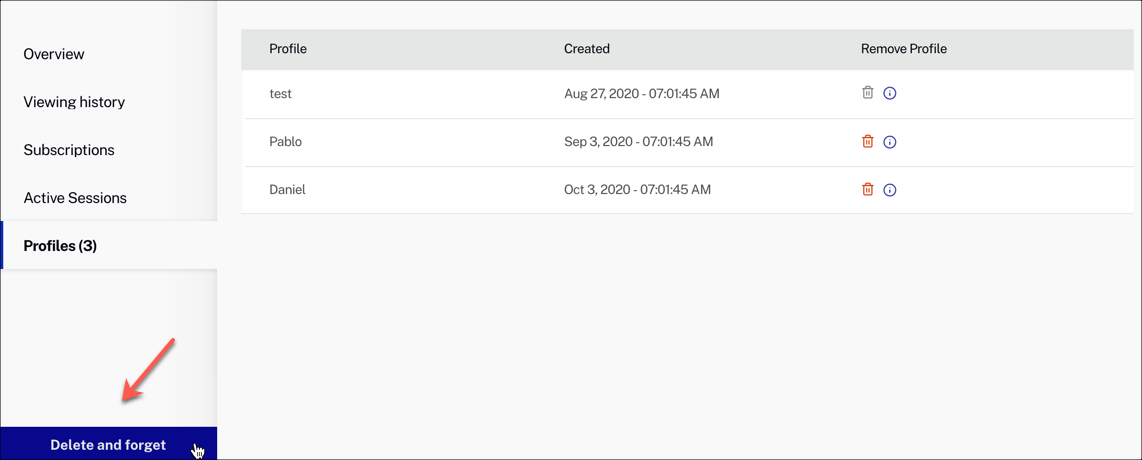 Overview
Viewing history
Subscriptions
Active Sessions
Profiles (3)
Delete and forget
Profile Created Remove Profile
test Aug 27, 2020 - 07:01:45 AM
Pablo Sep 3, 2020 - 07:01:45 AM
Daniel Oct 3, 2020 - 07:01:45 AM